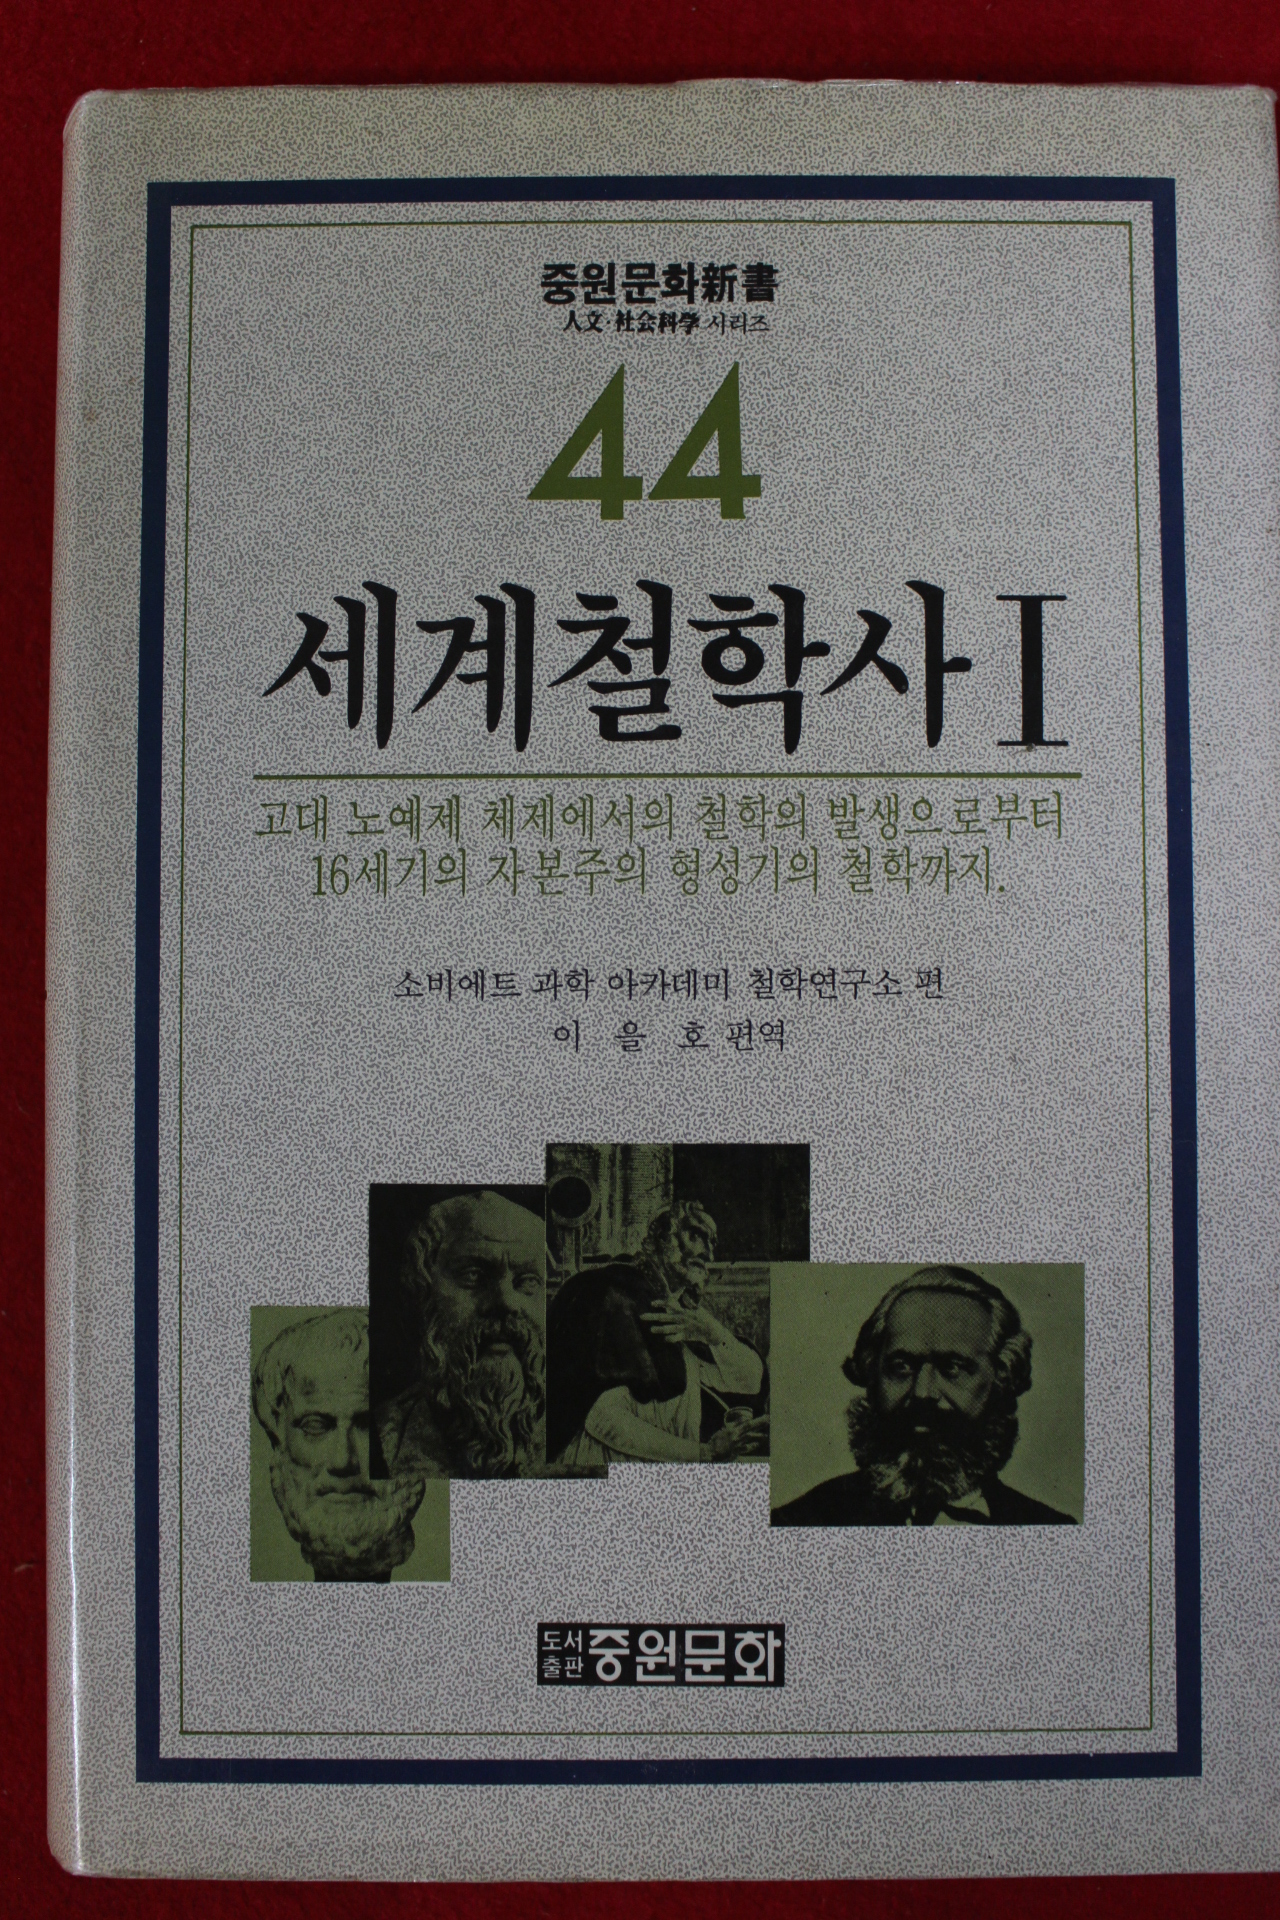 중원문화新書
人文·社会科學 시리즈
44
세계철학사 I
고대 노예제 체제에서의 철학의 발생으로부터
16세기의 자본주의 형성기의 철학까지.
소비에트 과학 아카데미 철학연구소 편
이 을 호 편역
도서출판 중원문화